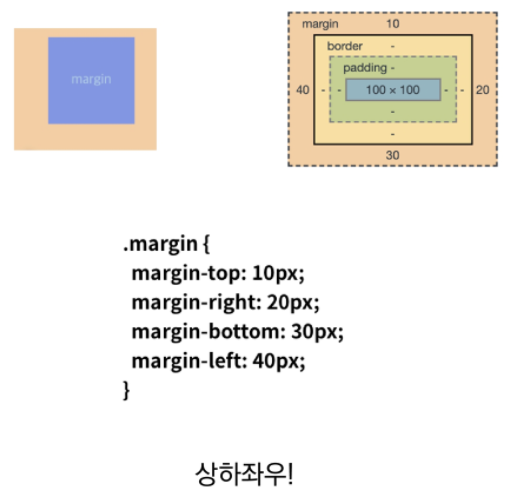 margin
margin 10
border -
padding -
40 - - 100 × 100 - - 20
-
-
30
.margin {
margin-top: 10px;
margin-right: 20px;
margin-bottom: 30px;
margin-left: 40px;
}
상하좌우!